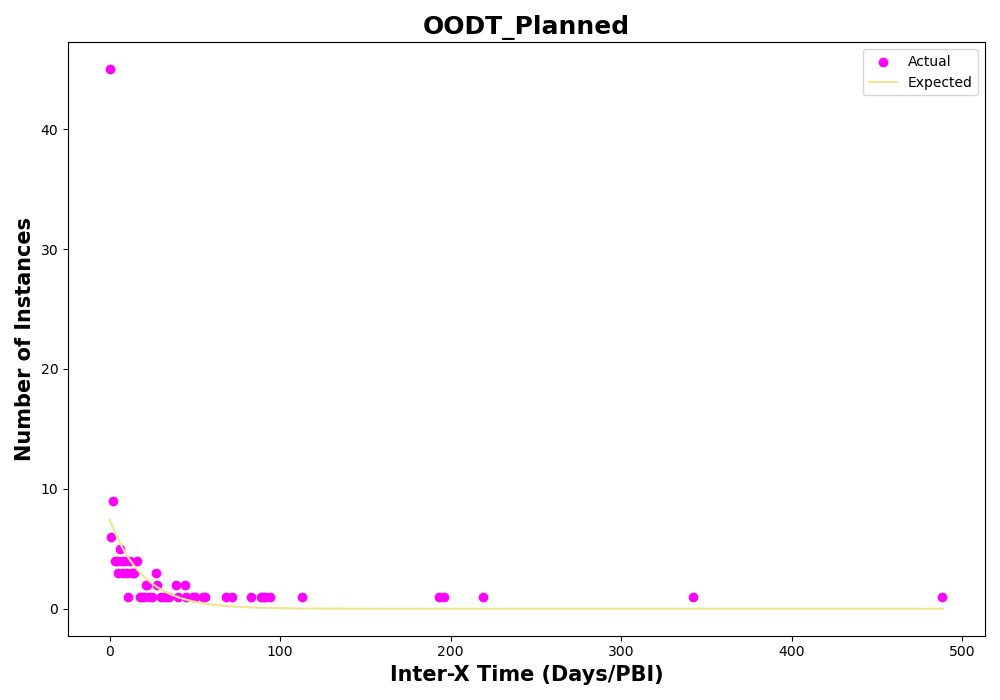 OODT_Planned
Actual
Expected
Number of Instances
40
30
20
10
0
0 100 200 300 400 500
Inter-X Time (Days/PBI)